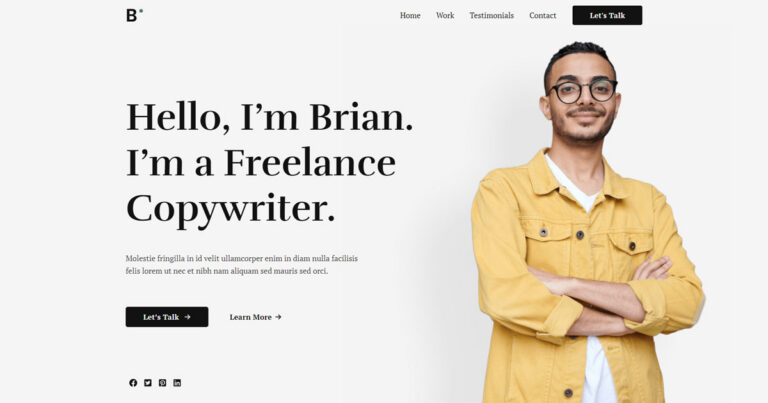 B
Home Work Testimonials Contact Let's Talk
Hello, I’m Brian.
I’m a Freelance
Copywriter.
Molestie fringilla in id velit ullamcorper enim in diam nulla facilisis
felis lorem ut nec et nibh nam aliquam sed mauris sed orci.
Let's Talk → Learn More →